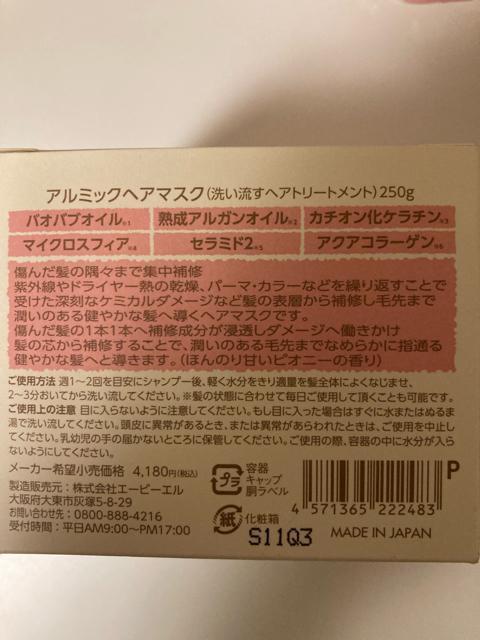 アルミックヘアマスク(洗い流すヘアトリートメント)250g
バオバブオイル※1 熟成アルガンオイル※2 カチオン化ケラチン※3
マイクロスフィア※4 セラミド2※5 アクアコラーゲン※6
傷んだ髪の隅々まで集中補修
紫外線やドライヤー熱の乾燥、パーマ・カラーなどを繰り返すことで
受けた深刻なケミカルダメージなど髪の表層から補修し毛先まで
潤いのある健やかな髪へ導くヘアマスクです。
傷んだ髪の1本1本へ補修成分が浸透しダメージへ働きかけ
髪の芯から補修することで、潤いのある毛先までなめらかに指通る
健やかな髪へと導きます。(ほんのり甘いピオニーの香り)
ご使用方法 週1～2回を目安にシャンプー後、軽く水分をきり適量を髪全体によくなじませ、
2～3分おいてから洗い流してください。※髪の状態に合わせて毎日ご使用して頂くことも可能です。
ご使用上の注意 目に入らないように注意してください。もし目に入った場合はすぐに水またはぬるま
湯で洗い流してください。頭皮に異常があるとき、または異常があらわれたときは、ご使用を中止し
てください。乳幼児の手の届かないところに保管してください。ご使用の際、容器の中に水分が入ら
ないようにしてください。
メーカー希望小売価格 4,180円(税込)
製造販売元:株式会社エーピーエル
大阪府大東市灰塚5-8-29
お問い合わせ先:0800-888-4216
受付時間:平日AM9:00～PM17:00
プラ 容器
キャップ
胴ラベル
紙 化粧箱
S11Q3
P
4 571365 222483
MADE IN JAPAN